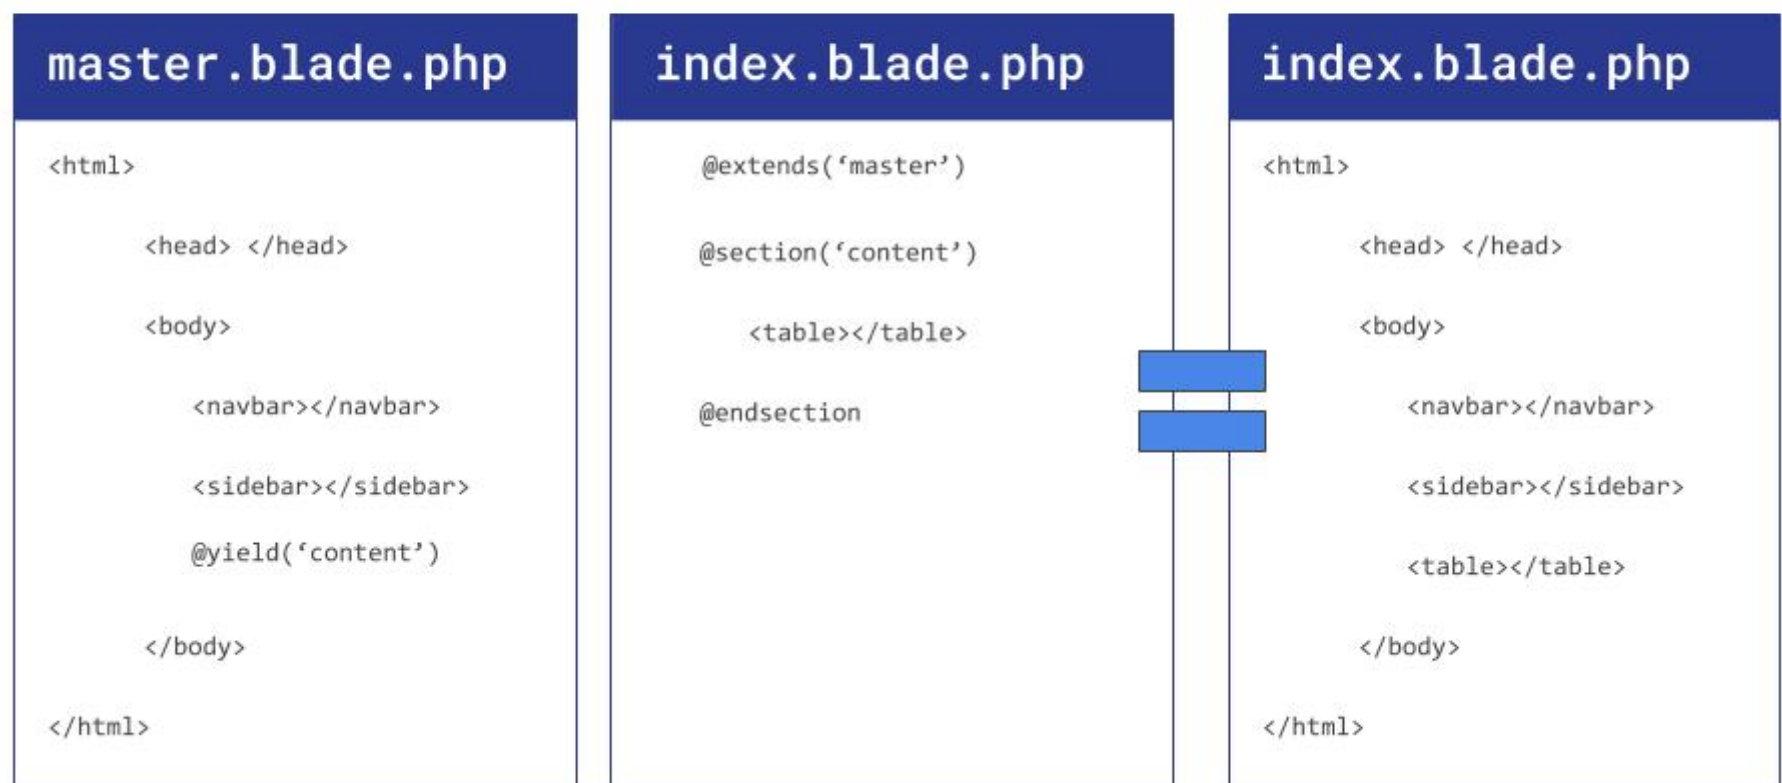 master.blade.php
<html>
<head> </head>
<body>
<navbar></navbar>
<sidebar></sidebar>
@yield(‘content’)
</body>
</html>
index.blade.php
@extends(‘master’)
@section(‘content’)
<table></table>
@endsection
index.blade.php
<html>
<head> </head>
<body>
<navbar></navbar>
<sidebar></sidebar>
<table></table>
</body>
</html>